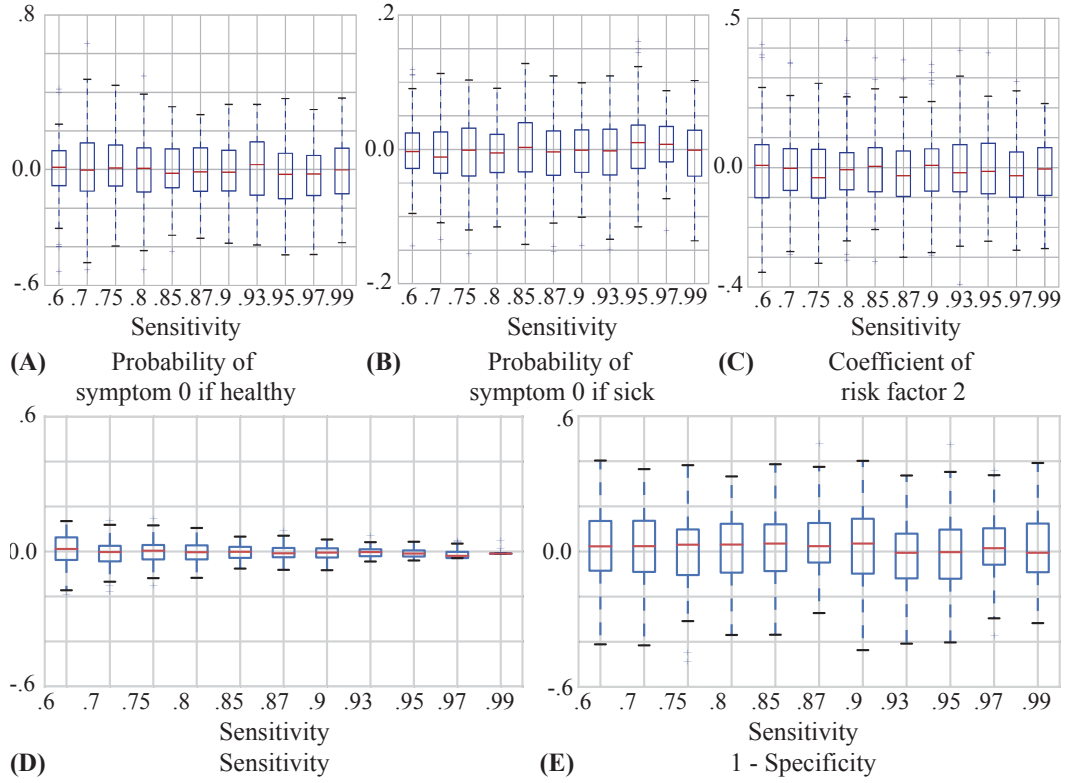 .8
0.0
-.6
.6 .7 .75 .8 .85 .87 .9 .93 .95 .97 .99
Sensitivity
(A) Probability of
symptom 0 if healthy
0.2
0.0
-.2
.6 .7 .75 .8 .85 .87 .9 .93 .95 .97 .99
Sensitivity
(B) Probability of
symptom 0 if sick
.5
0.0
-.4
.6 .7 .75 .8 .85 .87 .9 .93 .95 .97 .99
Sensitivity
(C) Coefficient of
risk factor 2
.6
0.0
-.6
.6 .7 .75 .8 .85 .87 .9 .93 .95 .97 .99
Sensitivity
(D) Sensitivity
.6
0.0
-.6
.6 .7 .75 .8 .85 .87 .9 .93 .95 .97 .99
Sensitivity
(E) 1 - Specificity